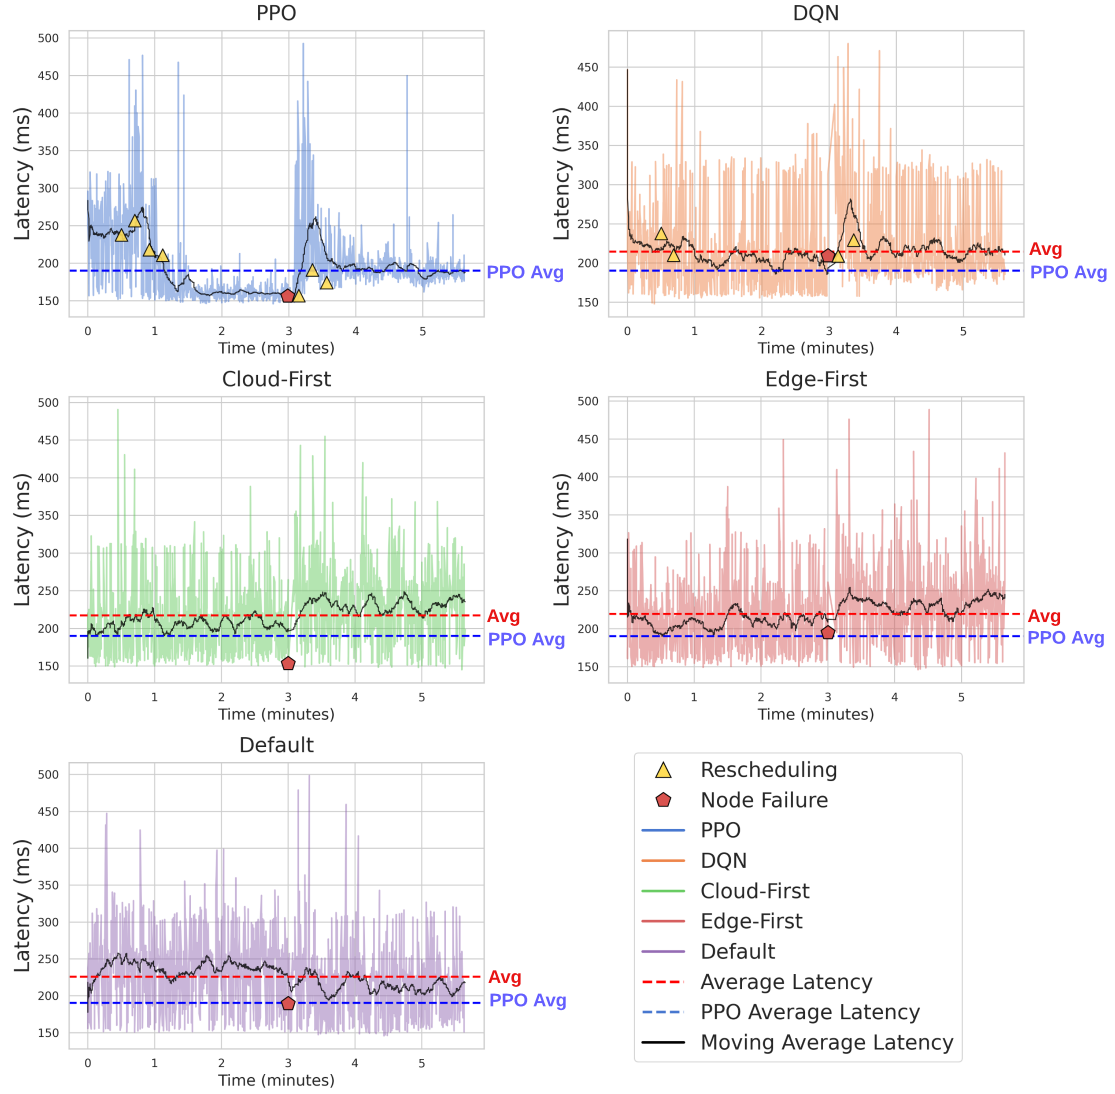 PPO
500
450
400
350
300
250
200
150
Latency (ms)
0 1 2 3 4 5
Time (minutes)
PPO Avg
DQN
450
400
350
300
250
200
150
Latency (ms)
0 1 2 3 4 5
Time (minutes)
Avg
PPO Avg
Cloud-First
500
450
400
350
300
250
200
150
Latency (ms)
0 1 2 3 4 5
Time (minutes)
Avg
PPO Avg
Edge-First
500
450
400
350
300
250
200
150
Latency (ms)
0 1 2 3 4 5
Time (minutes)
Avg
PPO Avg
Default
500
450
400
350
300
250
200
150
Latency (ms)
0 1 2 3 4 5
Time (minutes)
Avg
PPO Avg
Rescheduling
Node Failure
PPO
DQN
Cloud-First
Edge-First
Default
Average Latency
PPO Average Latency
Moving Average Latency